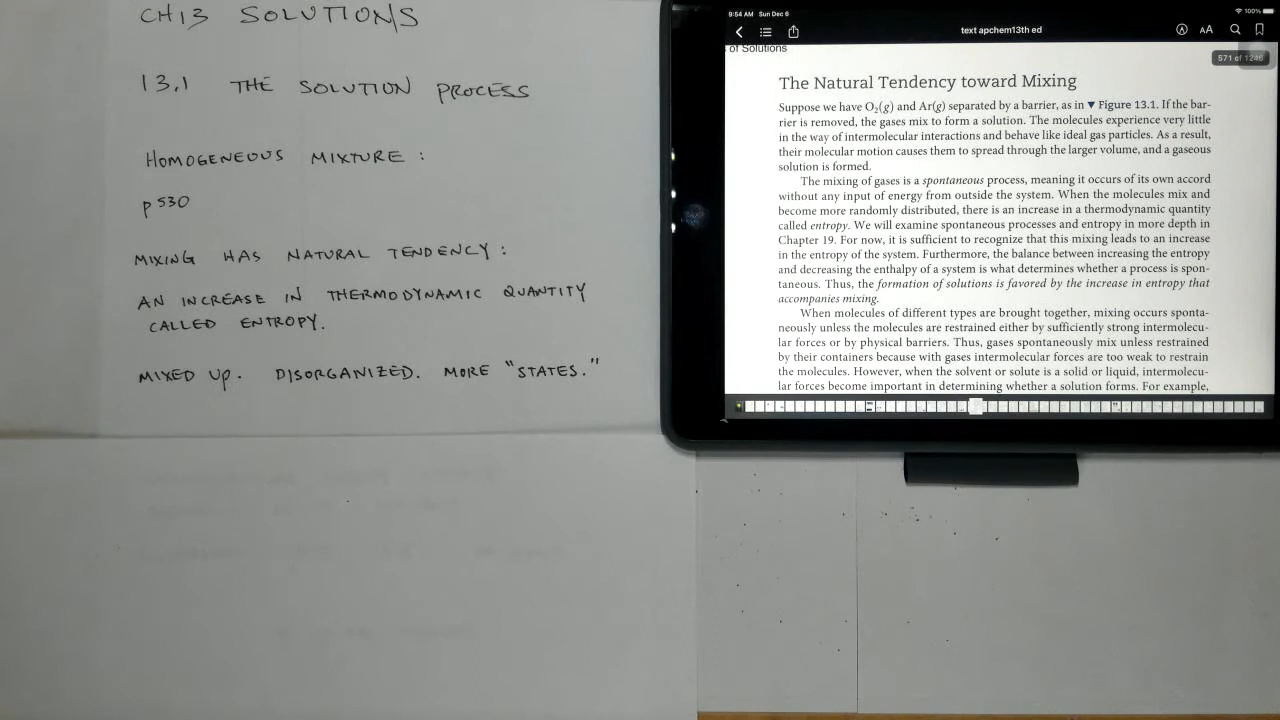 CH13 SOLUTIONS
13.1 THE SOLUTION PROCESS
HOMOGENEOUS MIXTURE :
p 530
MIXING HAS NATURAL TENDENCY :
AN INCREASE IN THERMODYNAMIC QUANTITY
CALLED ENTROPY.
MIXED UP. DISORGANIZED. MORE "STATES."
9:54 AM Sun Dec 6
100%
text apchem13th ed
AA
of Solutions
571 of 1246
The Natural Tendency toward Mixing
Suppose we have O₂(g) and Ar(g) separated by a barrier, as in ▼ Figure 13.1. If the bar-
rier is removed, the gases mix to form a solution. The molecules experience very little
in the way of intermolecular interactions and behave like ideal gas particles. As a result,
their molecular motion causes them to spread through the larger volume, and a gaseous
solution is formed.
The mixing of gases is a spontaneous process, meaning it occurs of its own accord
without any input of energy from outside the system. When the molecules mix and
become more randomly distributed, there is an increase in a thermodynamic quantity
called entropy. We will examine spontaneous processes and entropy in more depth in
Chapter 19. For now, it is sufficient to recognize that this mixing leads to an increase
in the entropy of the system. Furthermore, the balance between increasing the entropy
and decreasing the enthalpy of a system is what determines whether a process is spon-
taneous. Thus, the formation of solutions is favored by the increase in entropy that
accompanies mixing.
When molecules of different types are brought together, mixing occurs sponta-
neously unless the molecules are restrained either by sufficiently strong intermolecu-
lar forces or by physical barriers. Thus, gases spontaneously mix unless restrained
by their containers because with gases intermolecular forces are too weak to restrain
the molecules. However, when the solvent or solute is a solid or liquid, intermolecu-
lar forces become important in determining whether a solution forms. For example,